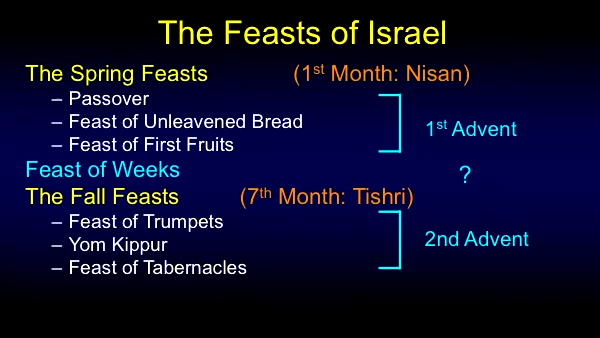 The Feasts of Israel
The Spring Feasts (1st Month: Nisan)
– Passover
– Feast of Unleavened Bread
– Feast of First Fruits
1st Advent
Feast of Weeks ?
The Fall Feasts (7th Month: Tishri)
– Feast of Trumpets
– Yom Kippur
– Feast of Tabernacles
2nd Advent